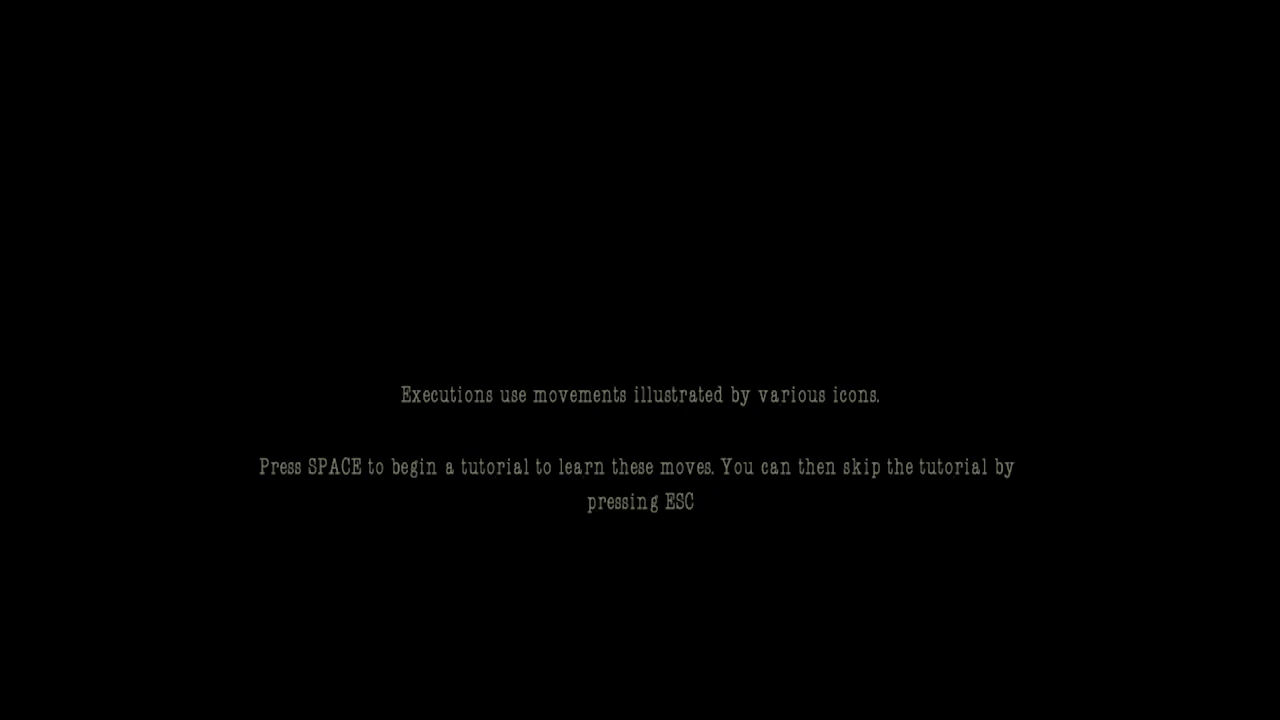 Executions use movements illustrated by various icons.
Press SPACE to begin a tutorial to learn these moves. You can then skip the tutorial by
pressing ESC